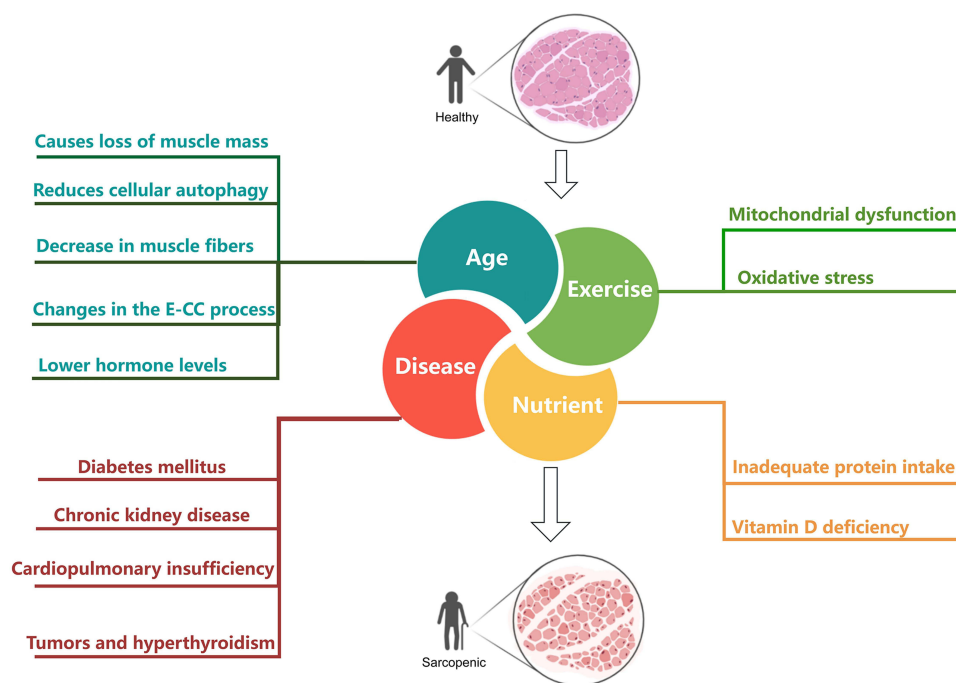 Healthy
Causes loss of muscle mass
Reduces cellular autophagy
Decrease in muscle fibers
Changes in the E-CC process
Lower hormone levels
Age
Exercise
Mitochondrial dysfunction
Oxidative stress
Disease
Nutrient
Diabetes mellitus
Chronic kidney disease
Cardiopulmonary insufficiency
Tumors and hyperthyroidism
Inadequate protein intake
Vitamin D deficiency
Sarcopenic